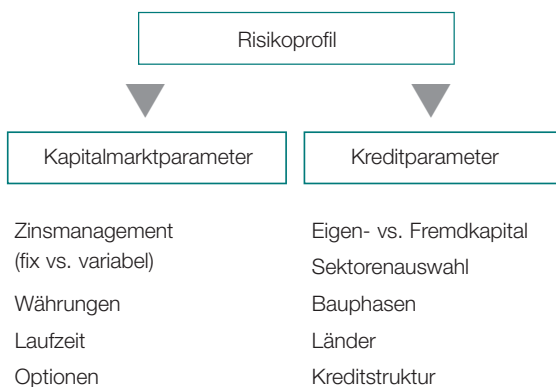 Risikoprofil
Kapitalmarktparameter
Zinsmanagement
(fix vs. variabel)
Währungen
Laufzeit
Optionen
Kreditparameter
Eigen- vs. Fremdkapital
Sektorenauswahl
Bauphasen
Länder
Kreditstruktur